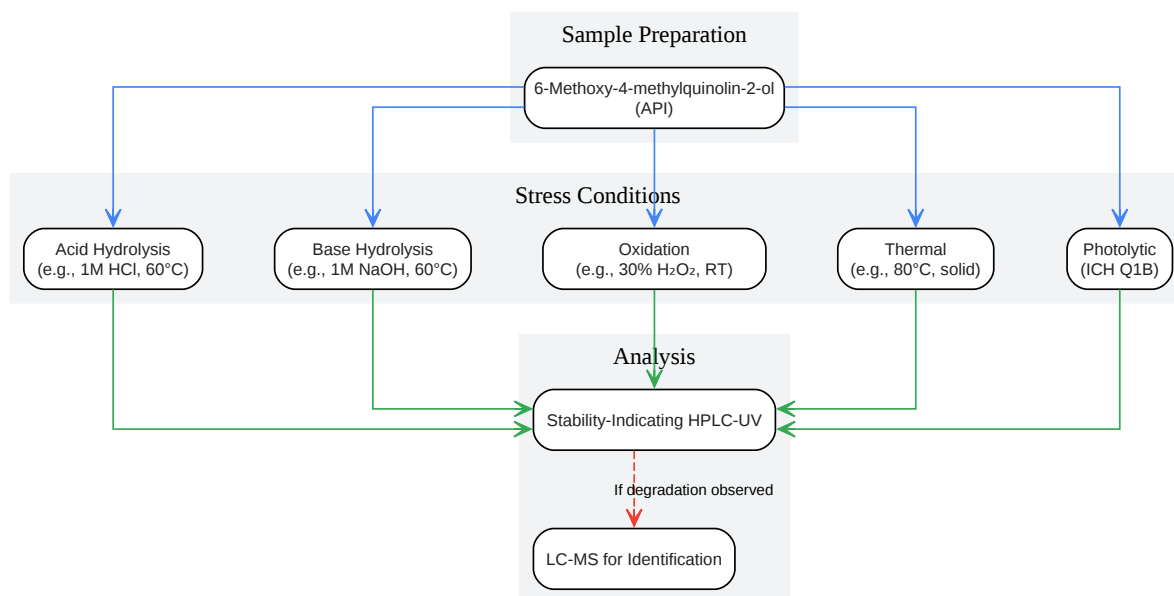 Sample Preparation
6-Methoxy-4-methylquinolin-2-ol
(API)
Stress Conditions
Acid Hydrolysis
(e.g., 1M HCl, 60°C)
Base Hydrolysis
(e.g., 1M NaOH, 60°C)
Oxidation
(e.g., 30% H₂O₂, RT)
Thermal
(e.g., 80°C, solid)
Photolytic
(ICH Q1B)
Analysis
Stability-Indicating HPLC-UV
If degradation observed
LC-MS for Identification